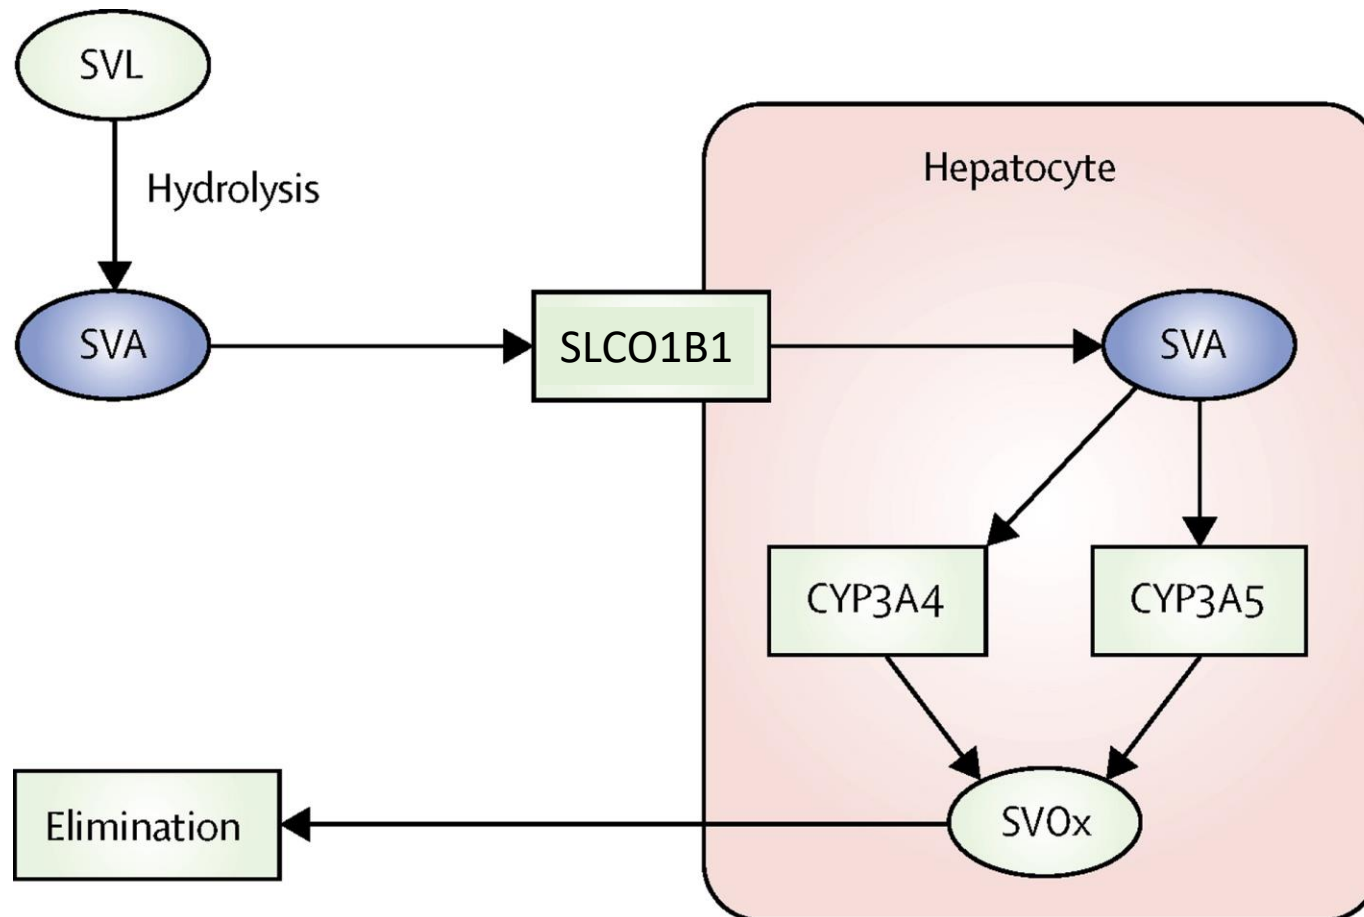 SVL
Hydrolysis
Hepatocyte
SVA
SLCO1B1
SVA
CYP3A4
CYP3A5
SVOx
Elimination